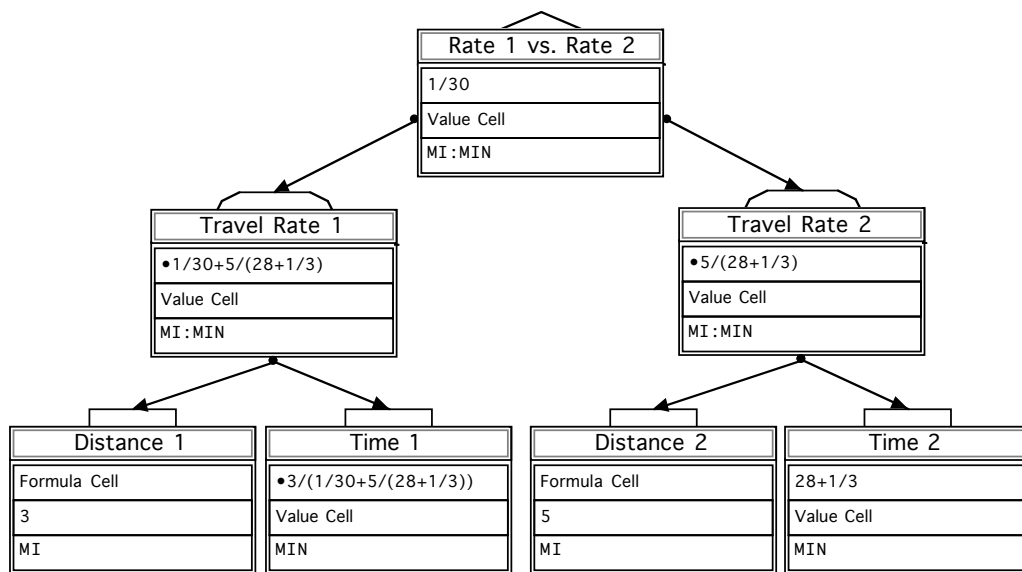 Rate 1 vs. Rate 2
1/30
Value Cell
MI:MIN
Travel Rate 1
•1/30+5/(28+1/3)
Value Cell
MI:MIN
Travel Rate 2
•5/(28+1/3)
Value Cell
MI:MIN
Distance 1
Formula Cell
3
MI
Time 1
•3/(1/30+5/(28+1/3))
Value Cell
MIN
Distance 2
Formula Cell
5
MI
Time 2
28+1/3
Value Cell
MIN